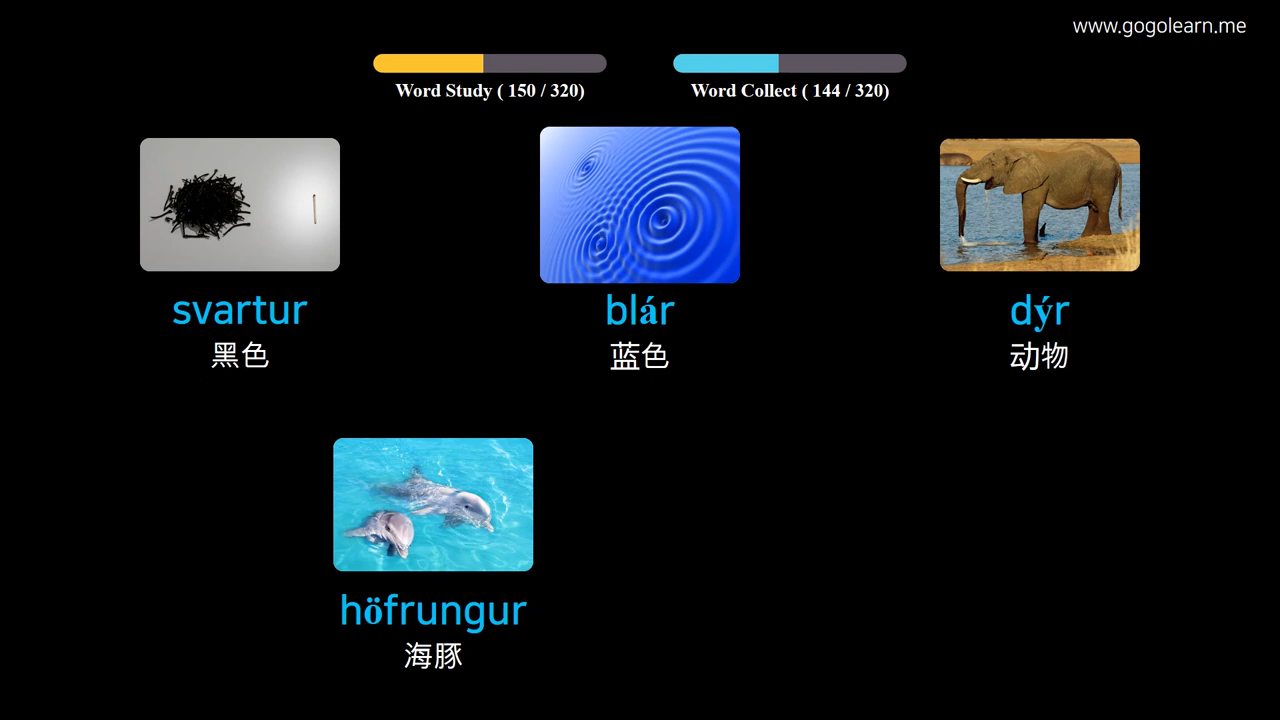 www.gogolearn.me
Word Study ( 150 / 320)
Word Collect ( 144 / 320)
svartur
黑色
blár
蓝色
dýr
动物
höfrungur
海豚